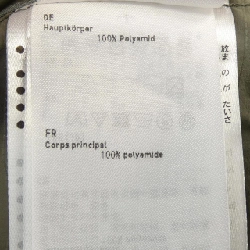 DE
Hauptkörper
100% Polyamid
FR
Corps principal
100% polyamide